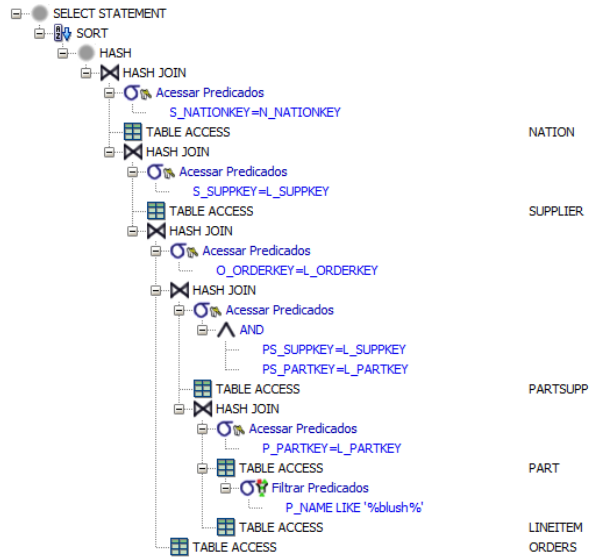 SELECT STATEMENT
SORT
HASH
HASH JOIN
Acessar Predicados
S_NATIONKEY=N_NATIONKEY
TABLE ACCESS NATION
HASH JOIN
Acessar Predicados
S_SUPPKEY=L_SUPPKEY
TABLE ACCESS SUPPLIER
HASH JOIN
Acessar Predicados
O_ORDERKEY=L_ORDERKEY
HASH JOIN
Acessar Predicados
AND
PS_SUPPKEY=L_SUPPKEY
PS_PARTKEY=L_PARTKEY
TABLE ACCESS PARTSUPP
HASH JOIN
Acessar Predicados
P_PARTKEY=L_PARTKEY
TABLE ACCESS PART
Filtrar Predicados
P_NAME LIKE '%blush%'
TABLE ACCESS LINEITEM
TABLE ACCESS ORDERS